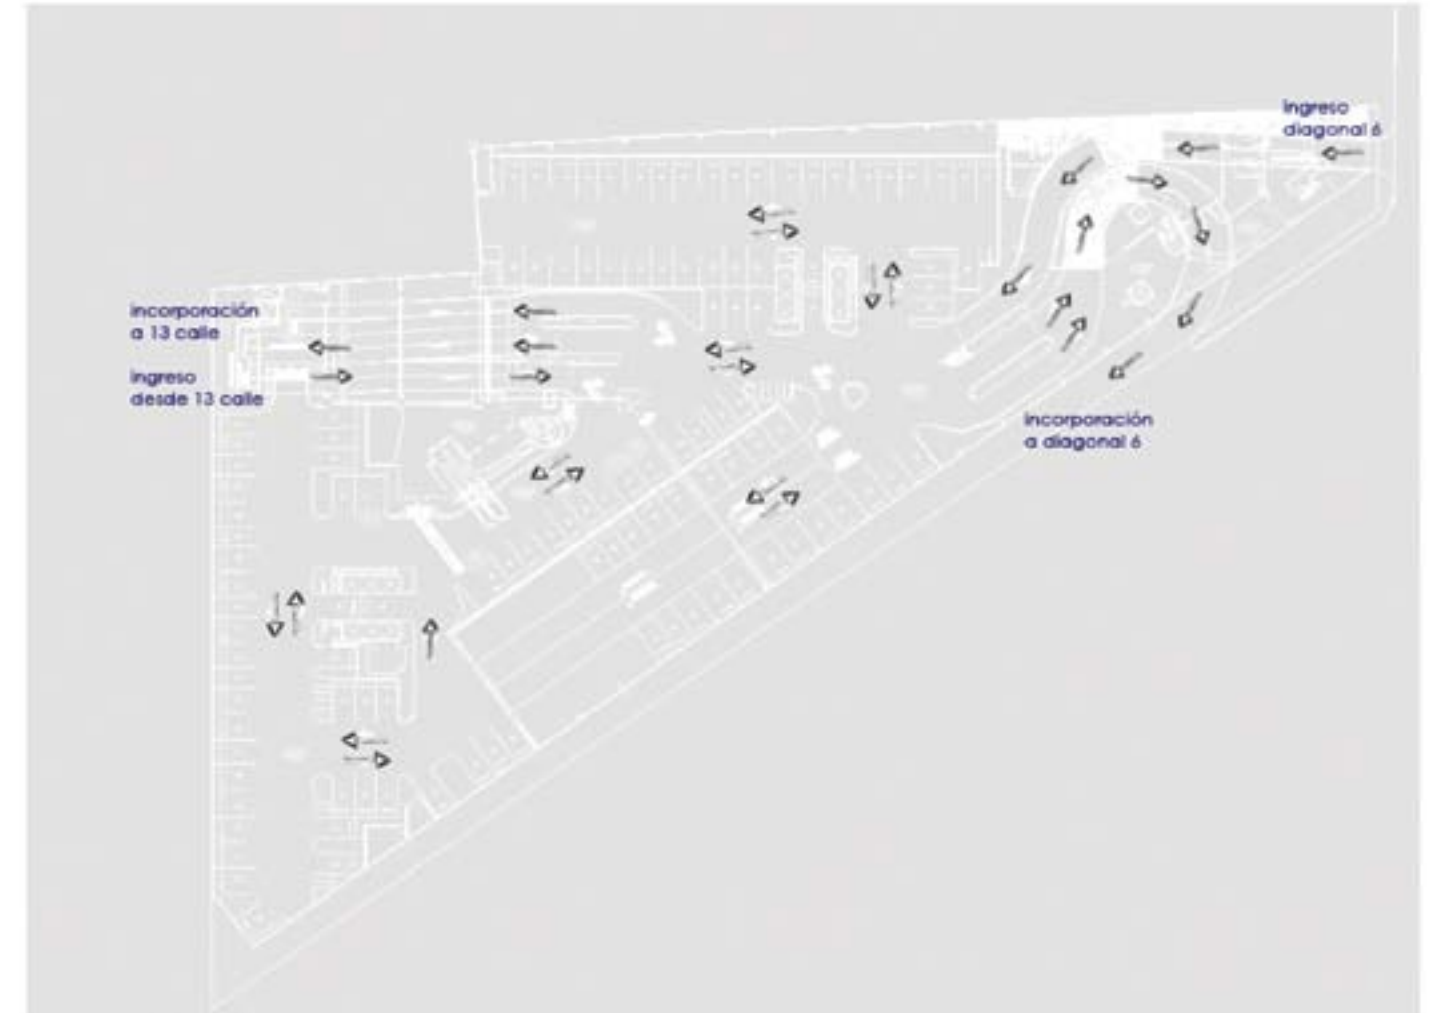 ingreso
diagonal 6
incorporación
a 13 calle
ingreso
desde 13 calle
incorporación
a diagonal 6